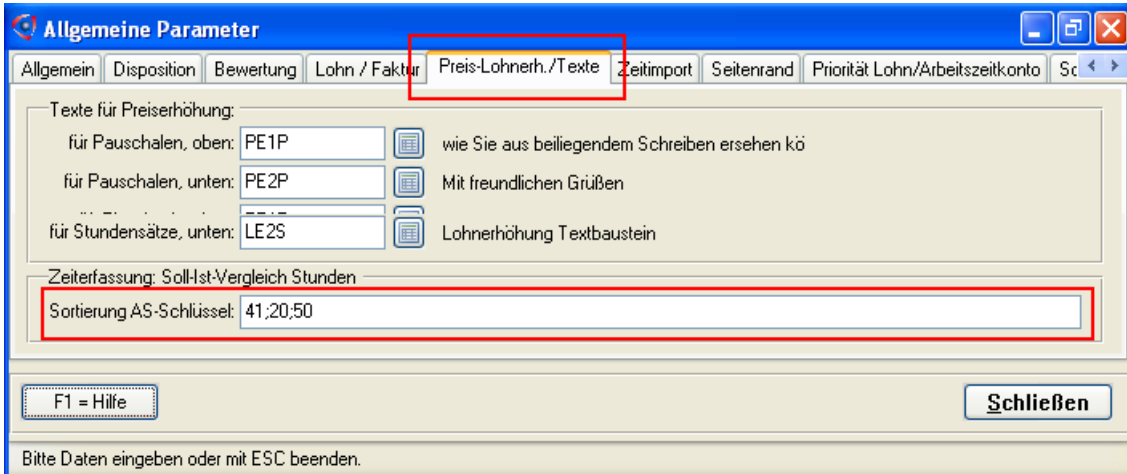 Allgemeine Parameter
Allgemein Disposition Bewertung Lohn / Faktur Preis-Lohnerh./Texte Zeitimport Seitenrand Priorität Lohn/Arbeitszeitkonto
Texte für Preiserhöhung:
für Pauschalen, oben: PE1P wie Sie aus beiliegendem Schreiben ersehen kö
für Pauschalen, unten: PE2P Mit freundlichen Grüßen
für Stundensätze, unten: LE2S Lohnerhöhung Textbaustein
Zeiterfassung: Soll-Ist-Vergleich Stunden
Sortierung AS-Schlüssel: 41;20;50
F1 = Hilfe Schließen
Bitte Daten eingeben oder mit ESC beenden.